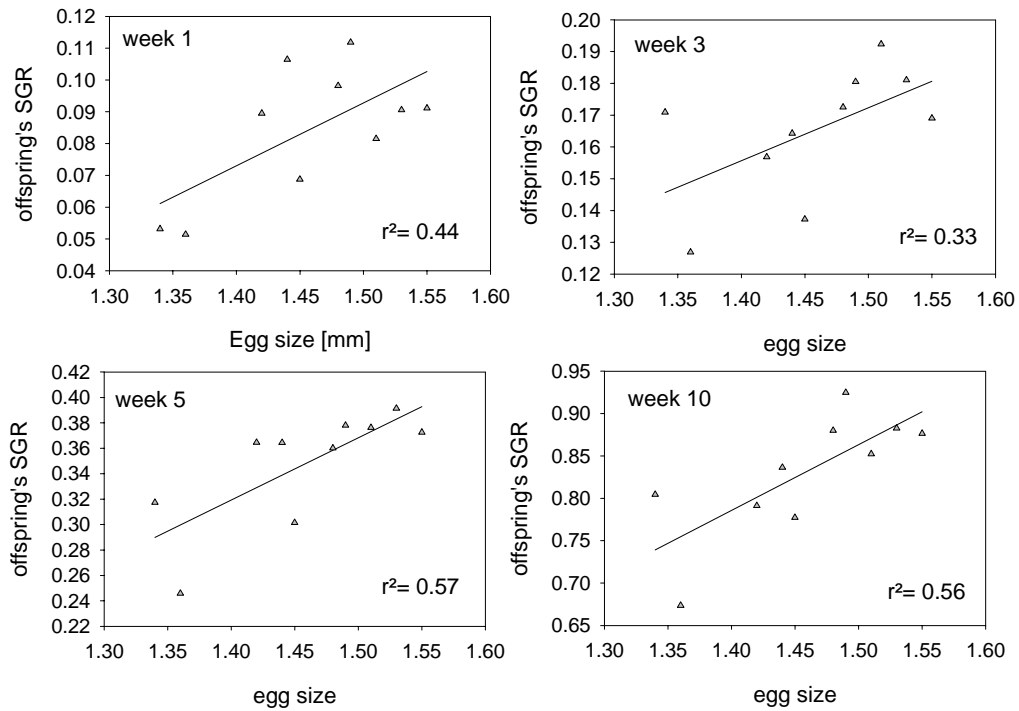 week 1
0.12
0.11
0.10
0.09
0.08
0.07
0.06
0.05
0.04
offspring's SGR
r²= 0.44
1.30 1.35 1.40 1.45 1.50 1.55 1.60
Egg size [mm]
week 3
0.20
0.19
0.18
0.17
0.16
0.15
0.14
0.13
0.12
offspring's SGR
r²= 0.33
1.30 1.35 1.40 1.45 1.50 1.55 1.60
egg size
week 5
0.42
0.40
0.38
0.36
0.34
0.32
0.30
0.28
0.26
0.24
0.22
offspring's SGR
r²= 0.57
1.30 1.35 1.40 1.45 1.50 1.55 1.60
egg size
week 10
0.95
0.90
0.85
0.80
0.75
0.70
0.65
offspring's SGR
r²= 0.56
1.30 1.35 1.40 1.45 1.50 1.55 1.60
egg size